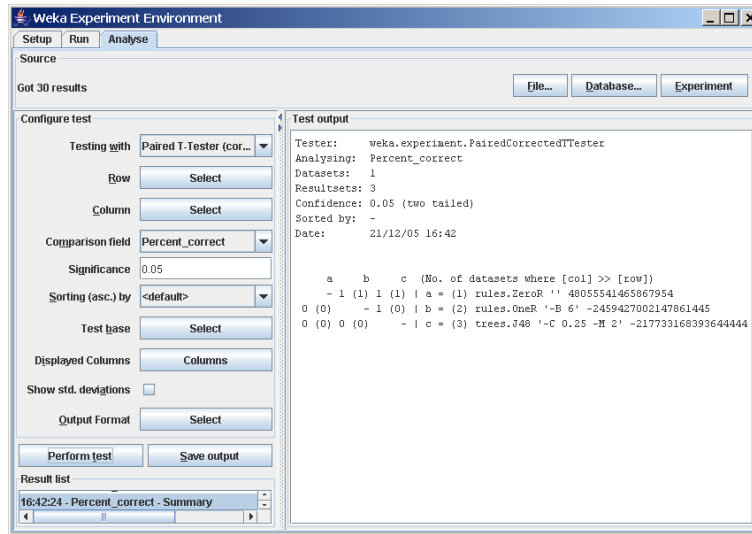 Weka Experiment Environment
Setup Run Analyse
Source
Got 30 results
File... Database... Experiment
Configure test
Testing with Paired T-Tester (cor...
Row Select
Column Select
Comparison field Percent_correct
Significance 0.05
Sorting (asc.) by <default>
Test base Select
Displayed Columns Columns
Show std. deviations
Output Format Select
Perform test Save output
Result list
16:42:24 - Percent_correct - Summary
Test output
Tester: weka.experiment.PairedCorrectedTTester
Analysing: Percent_correct
Datasets: 1
Resultsets: 3
Confidence: 0.05 (two tailed)
Sorted by: -
Date: 21/12/05 16:42
a b c (No. of datasets where [col] >> [row])
- 1 (1) 1 (1) | a = (1) rules.ZeroR '' 48055541465867954
0 (0) - 1 (0) | b = (2) rules.OneR '-B 6' -2459427002147861445
0 (0) 0 (0) - | c = (3) trees.J48 '-C 0.25 -M 2' -217733168393644444